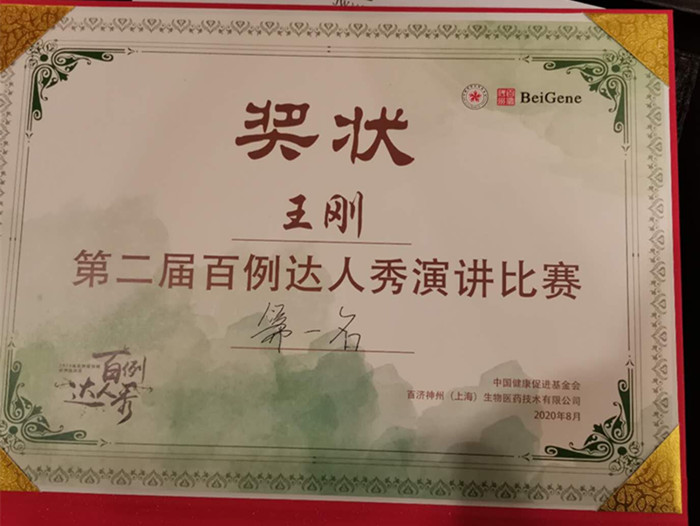 BeiGene
奖状
王刚
第二届百例达人秀演讲比赛
第一名
百例
达人秀
中国健康促进基金会
百济神州（上海）生物医药技术有限公司
2020年8月